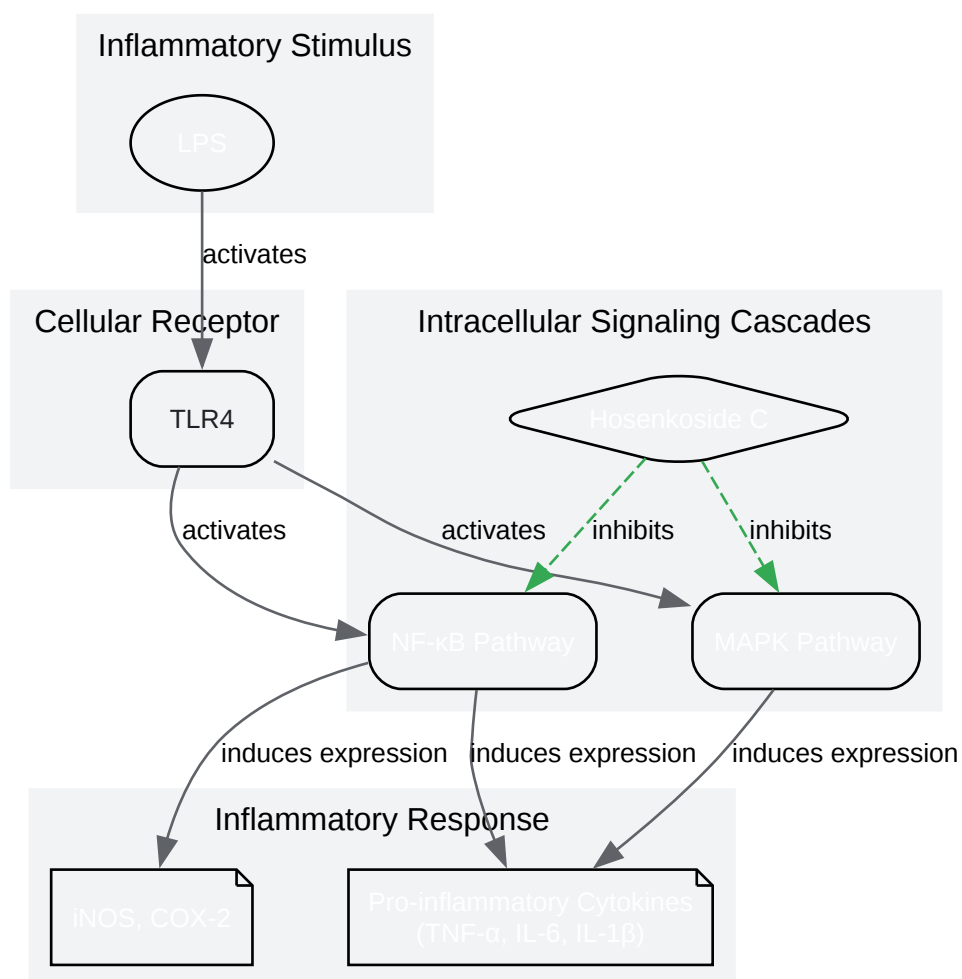 Inflammatory Stimulus
LPS
activates
Cellular Receptor
Intracellular Signaling Cascades
TLR4
Hosenkoside C
activates
activates
inhibits
inhibits
NF-κB Pathway
MAPK Pathway
induces expression
induces expression
induces expression
Inflammatory Response
iNOS, COX-2
Pro-inflammatory Cytokines
(TNF-α, IL-6, IL-1β)